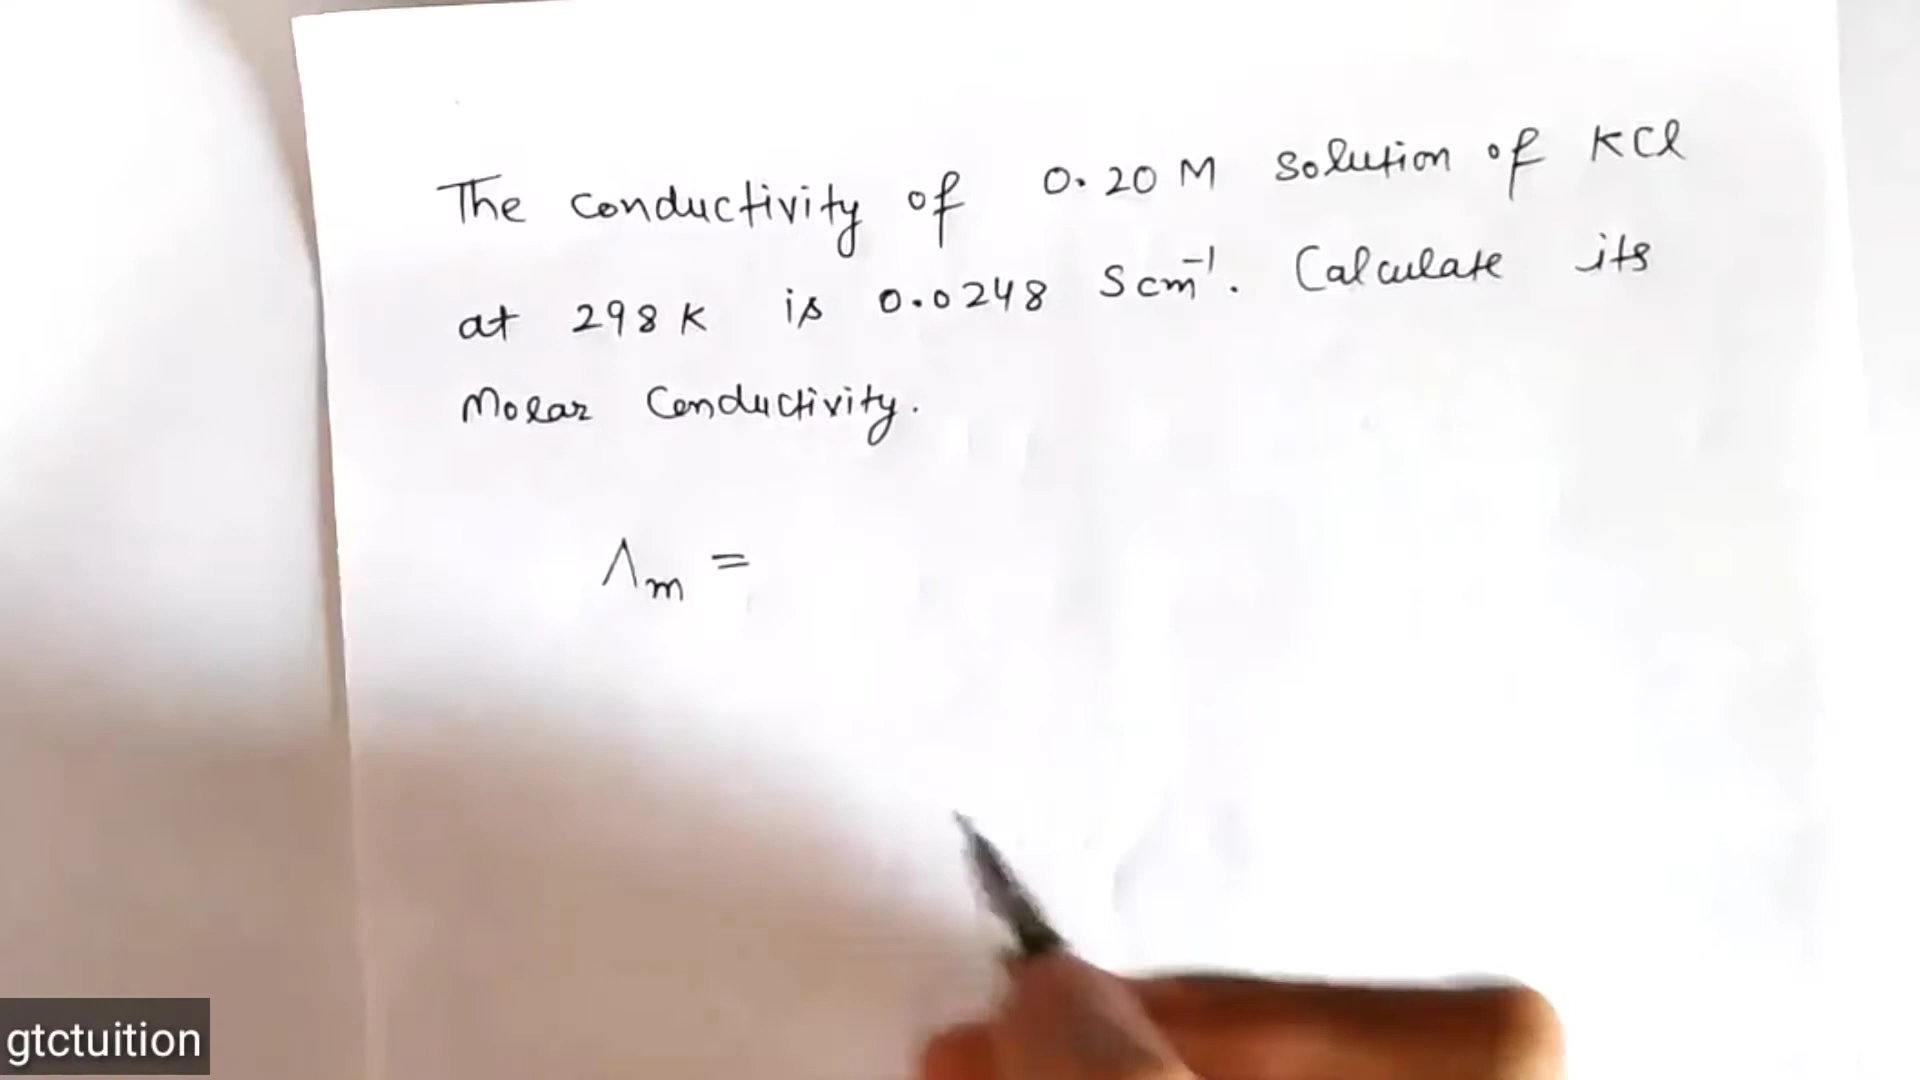 The conductivity of 0.20 M solution of KCl
at 298 K is 0.0248 S cm⁻¹. Calculate its
Molar Conductivity.
Λm =
gtctuition